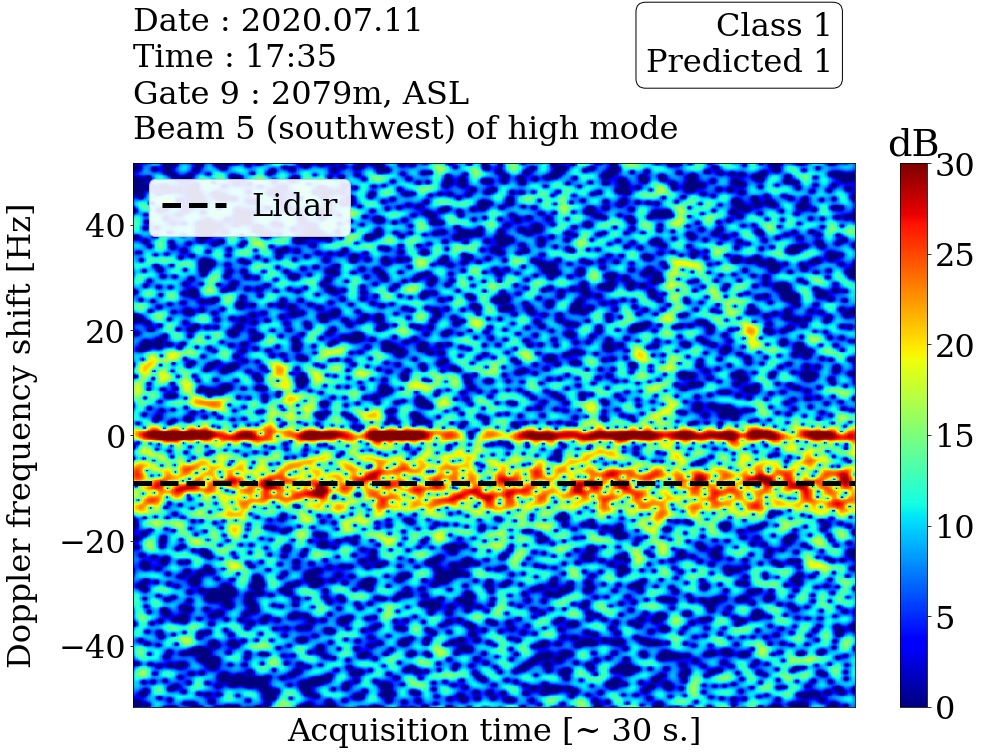 Date : 2020.07.11
Time : 17:35
Gate 9 : 2079m, ASL
Beam 5 (southwest) of high mode
Class 1
Predicted 1
dB
Lidar
Doppler frequency shift [Hz]
40
20
0
−20
−40
30
25
20
15
10
5
0
Acquisition time [~ 30 s.]